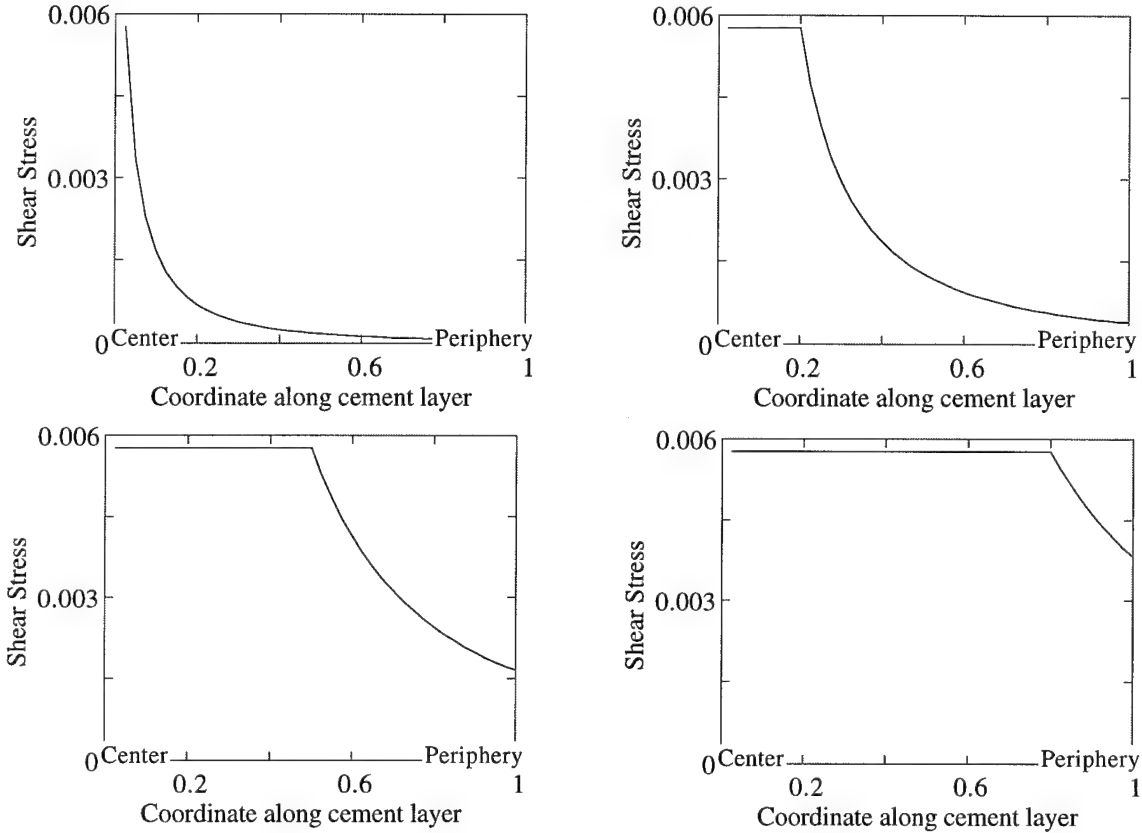 0.006
Shear Stress
0.003
0
Center
Periphery
0.2
0.6
1
Coordinate along cement layer
0.006
Shear Stress
0.003
0
Center
Periphery
0.2
0.6
1
Coordinate along cement layer
0.006
Shear Stress
0.003
0
Center
Periphery
0.2
0.6
1
Coordinate along cement layer
0.006
Shear Stress
0.003
0
Center
Periphery
0.2
0.6
1
Coordinate along cement layer